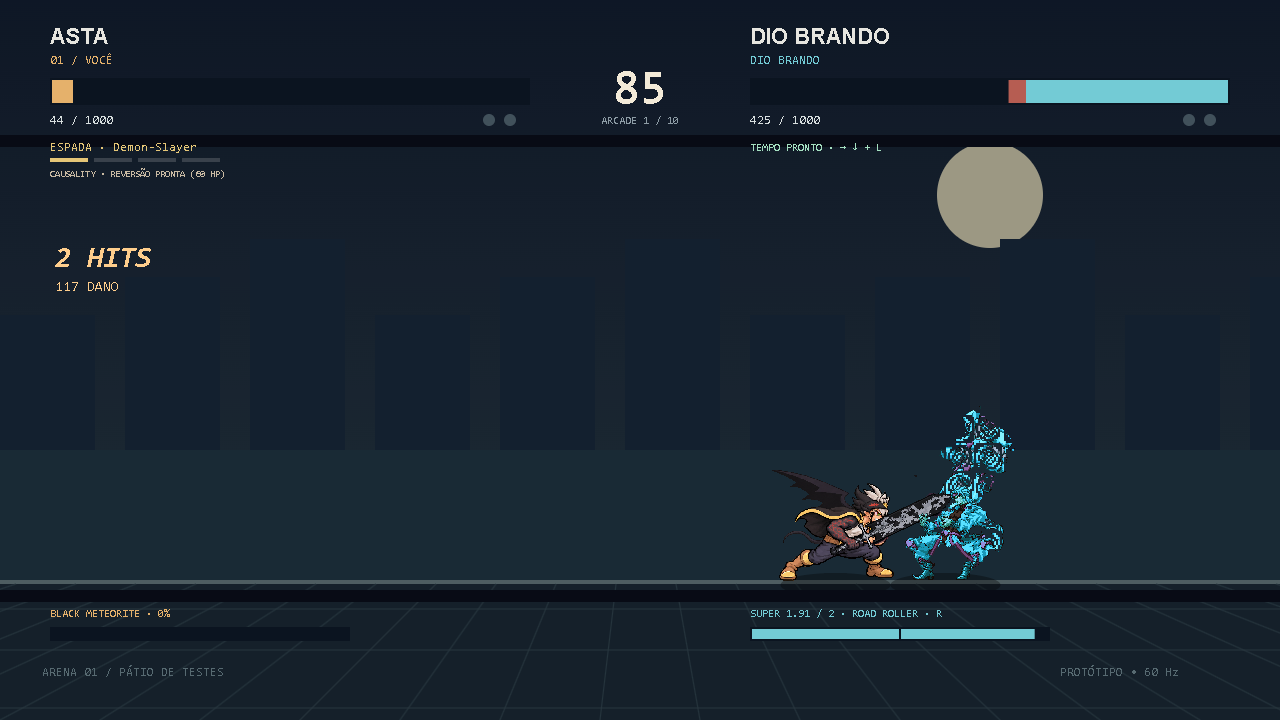 ASTA
01 / VOCÊ
44 / 1000
85
ARCADE 1 / 10
DIO BRANDO
DIO BRANDO
425 / 1000
ESPADA · Demon-Slayer
CAUSALITY · REVERSÃO PRONTA (60 HP)
TEMPO PRONTO · → ↓ + L
2 HITS
117 DANO
BLACK METEORITE · 0%
SUPER 1.91 / 2 · ROAD ROLLER · R
ARENA 01 / PÁTIO DE TESTES
PROTÓTIPO • 60 Hz